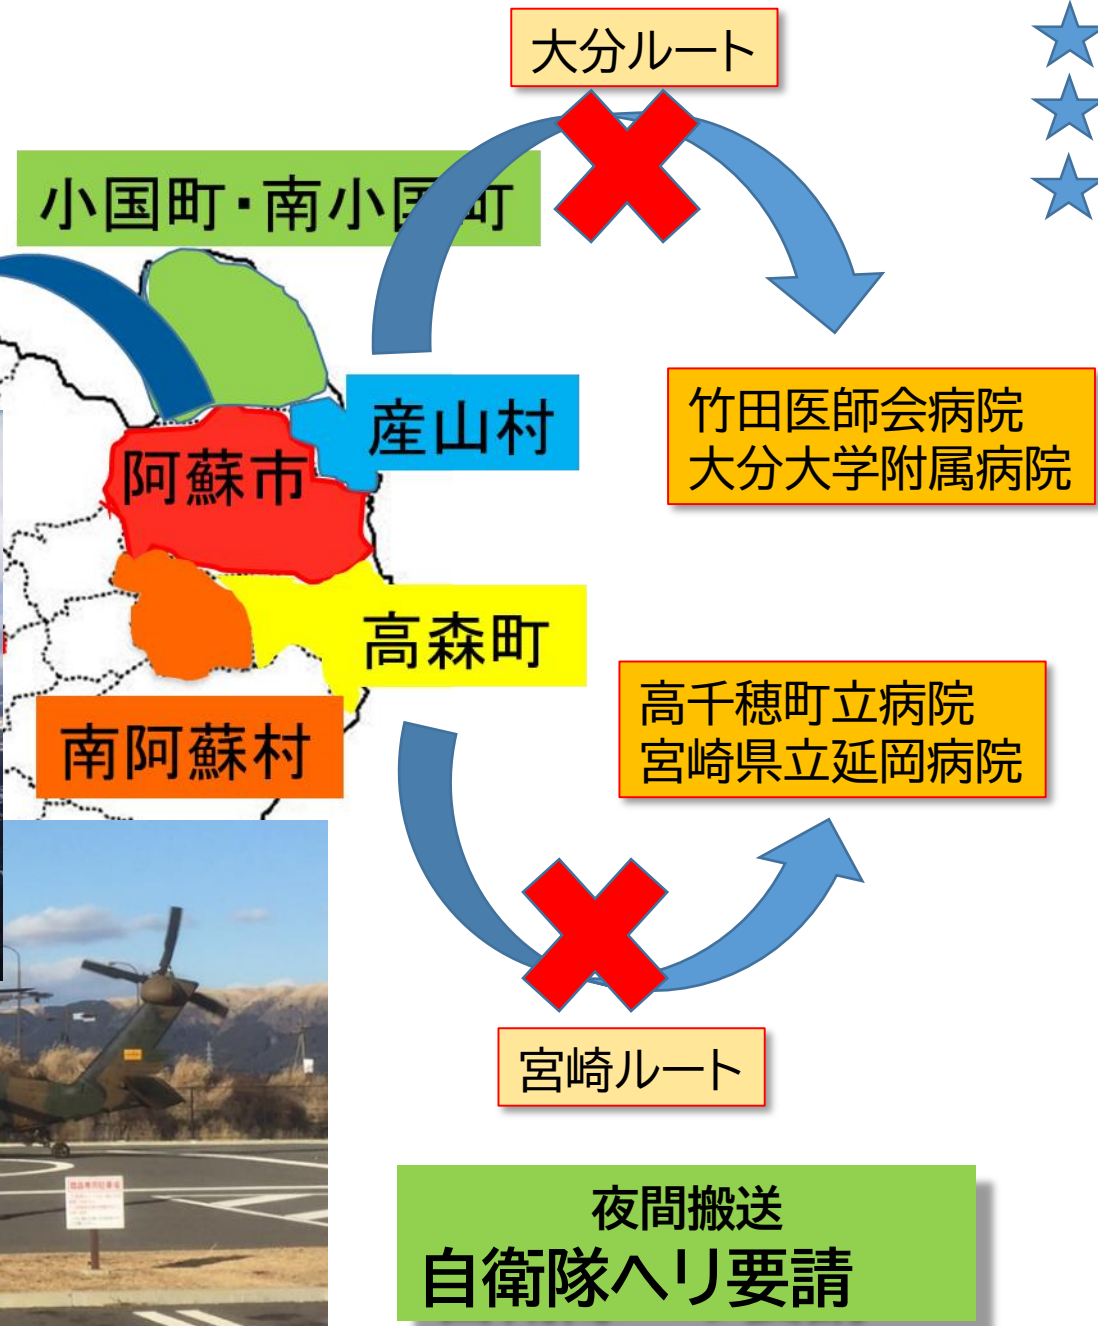 大分ルート
小国町・南小国町
産山村
阿蘇市
竹田医師会病院
大分大学附属病院
高森町
南阿蘇村
高千穂町立病院
宮崎県立延岡病院
宮崎ルート
夜間搬送
自衛隊ヘリ要請